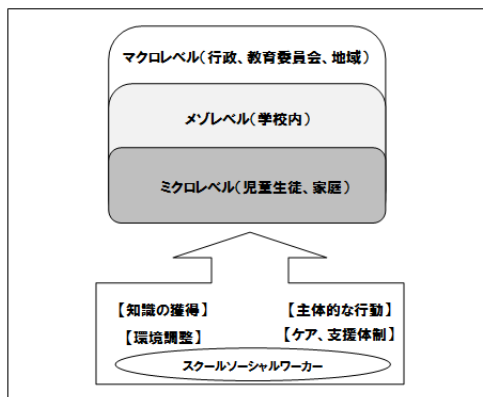 マクロレベル(行政、教育委員会、地域)
メゾレベル(学校内)
ミクロレベル(児童生徒、家庭)
【知識の獲得】 【主体的な行動】
【環境調整】 【ケア、支援体制】
スクールソーシャルワーカー